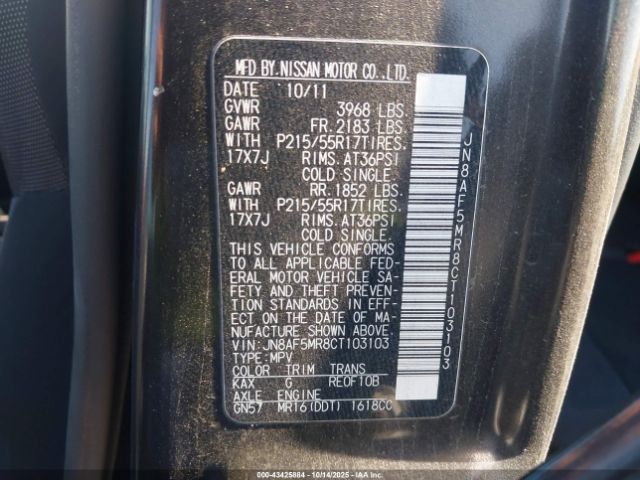 MFD BY.NISSAN MOTOR CO.,LTD.
DATE 10/11
GVWR 3968 LBS.
GAWR FR.2183 LBS.
WITH P215/55R17TIRES.
17X7J RIMS.AT36PSI
COLD SINGLE.
GAWR RR.1852 LBS.
WITH P215/55R17TIRES.
17X7J RIMS.AT36PSI
COLD SINGLE.
THIS VEHICLE CONFORMS
TO ALL APPLICABLE FED-
ERAL MOTOR VEHICLE SA-
FETY AND THEFT PREVEN-
TION STANDARDS IN EFF-
ECT ON THE DATE OF MA-
NUFACTURE SHOWN ABOVE.
VIN:JN8AF5MR8CT103103
TYPE:MPV
COLOR TRIM TRANS
KAX G RE0F10B
AXLE ENGINE
GN57 MR16(DDT) 1618CC
JN8AF5MR8CT103103
000-43425884 10/14/2025 IAAI.COM